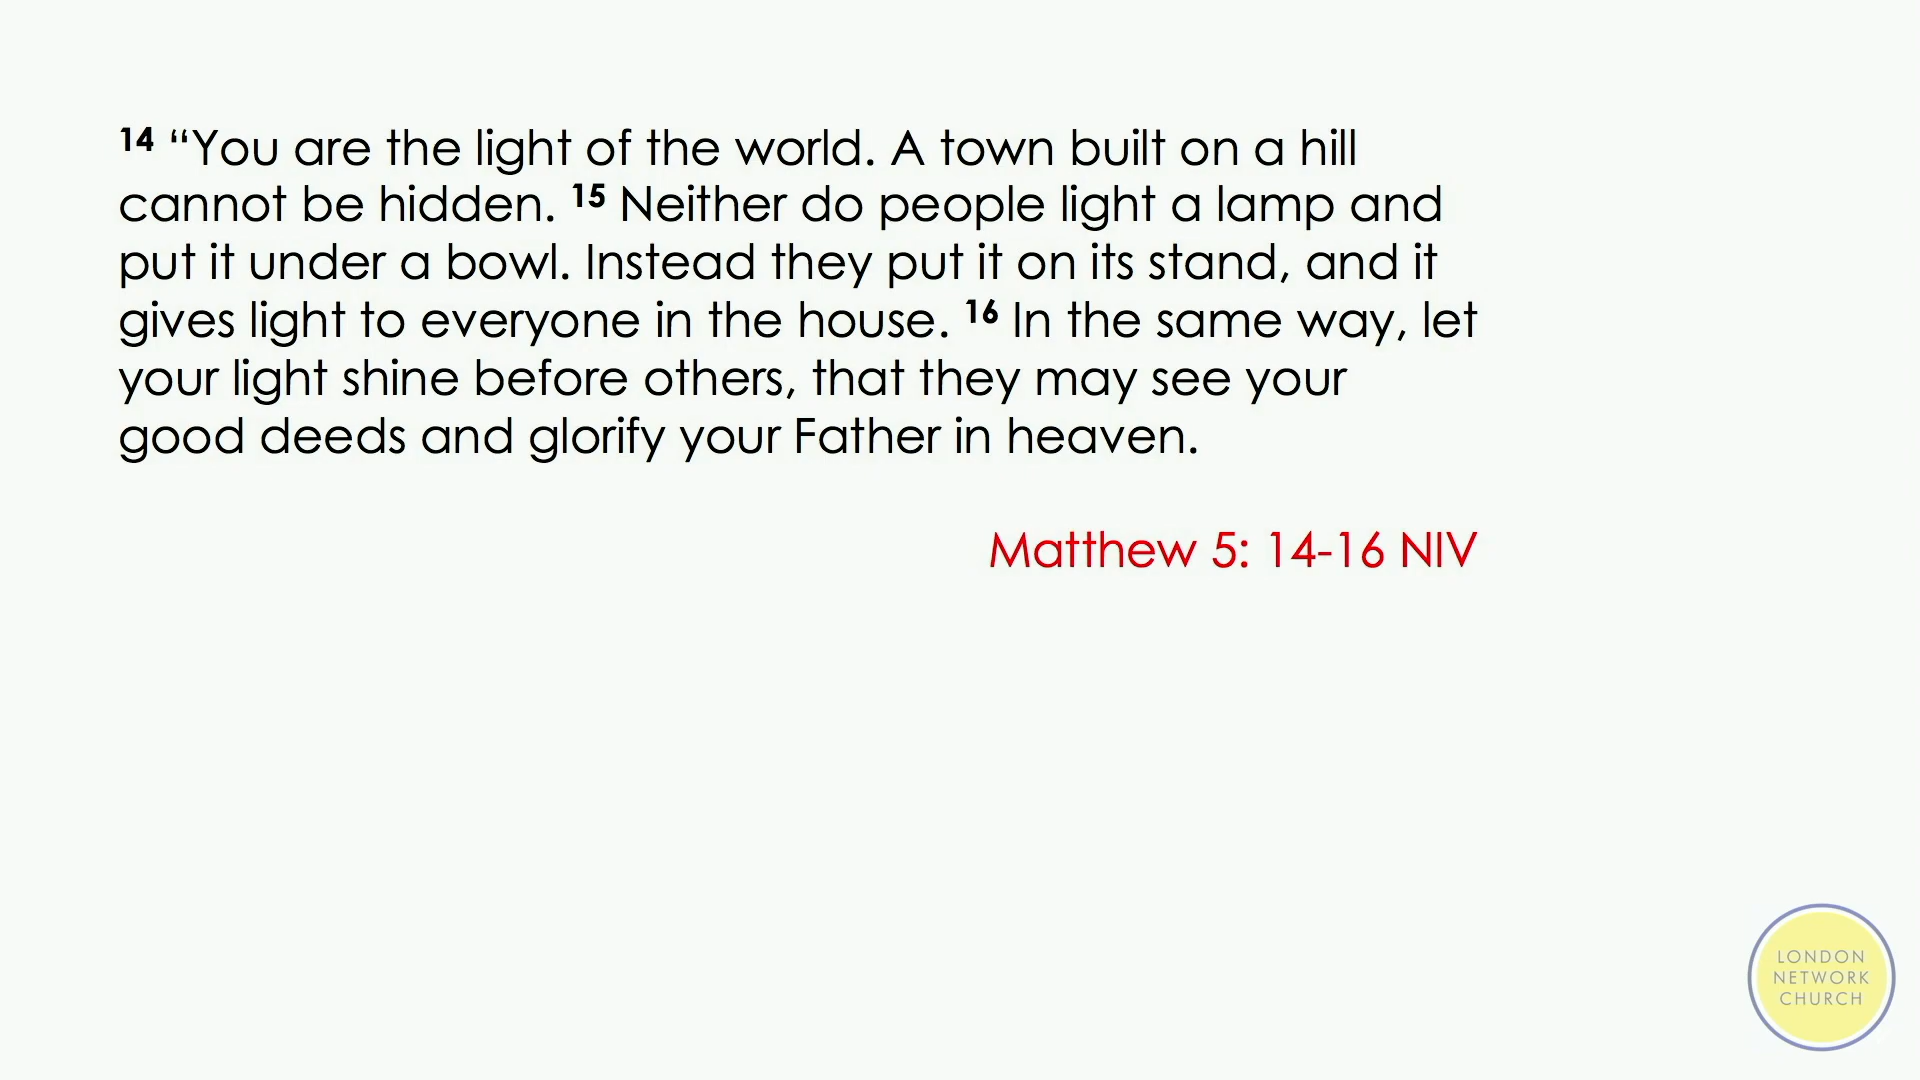 14 “You are the light of the world. A town built on a hill
cannot be hidden. 15 Neither do people light a lamp and
put it under a bowl. Instead they put it on its stand, and it
gives light to everyone in the house. 16 In the same way, let
your light shine before others, that they may see your
good deeds and glorify your Father in heaven.
Matthew 5: 14-16 NIV
LONDON
NETWORK
CHURCH